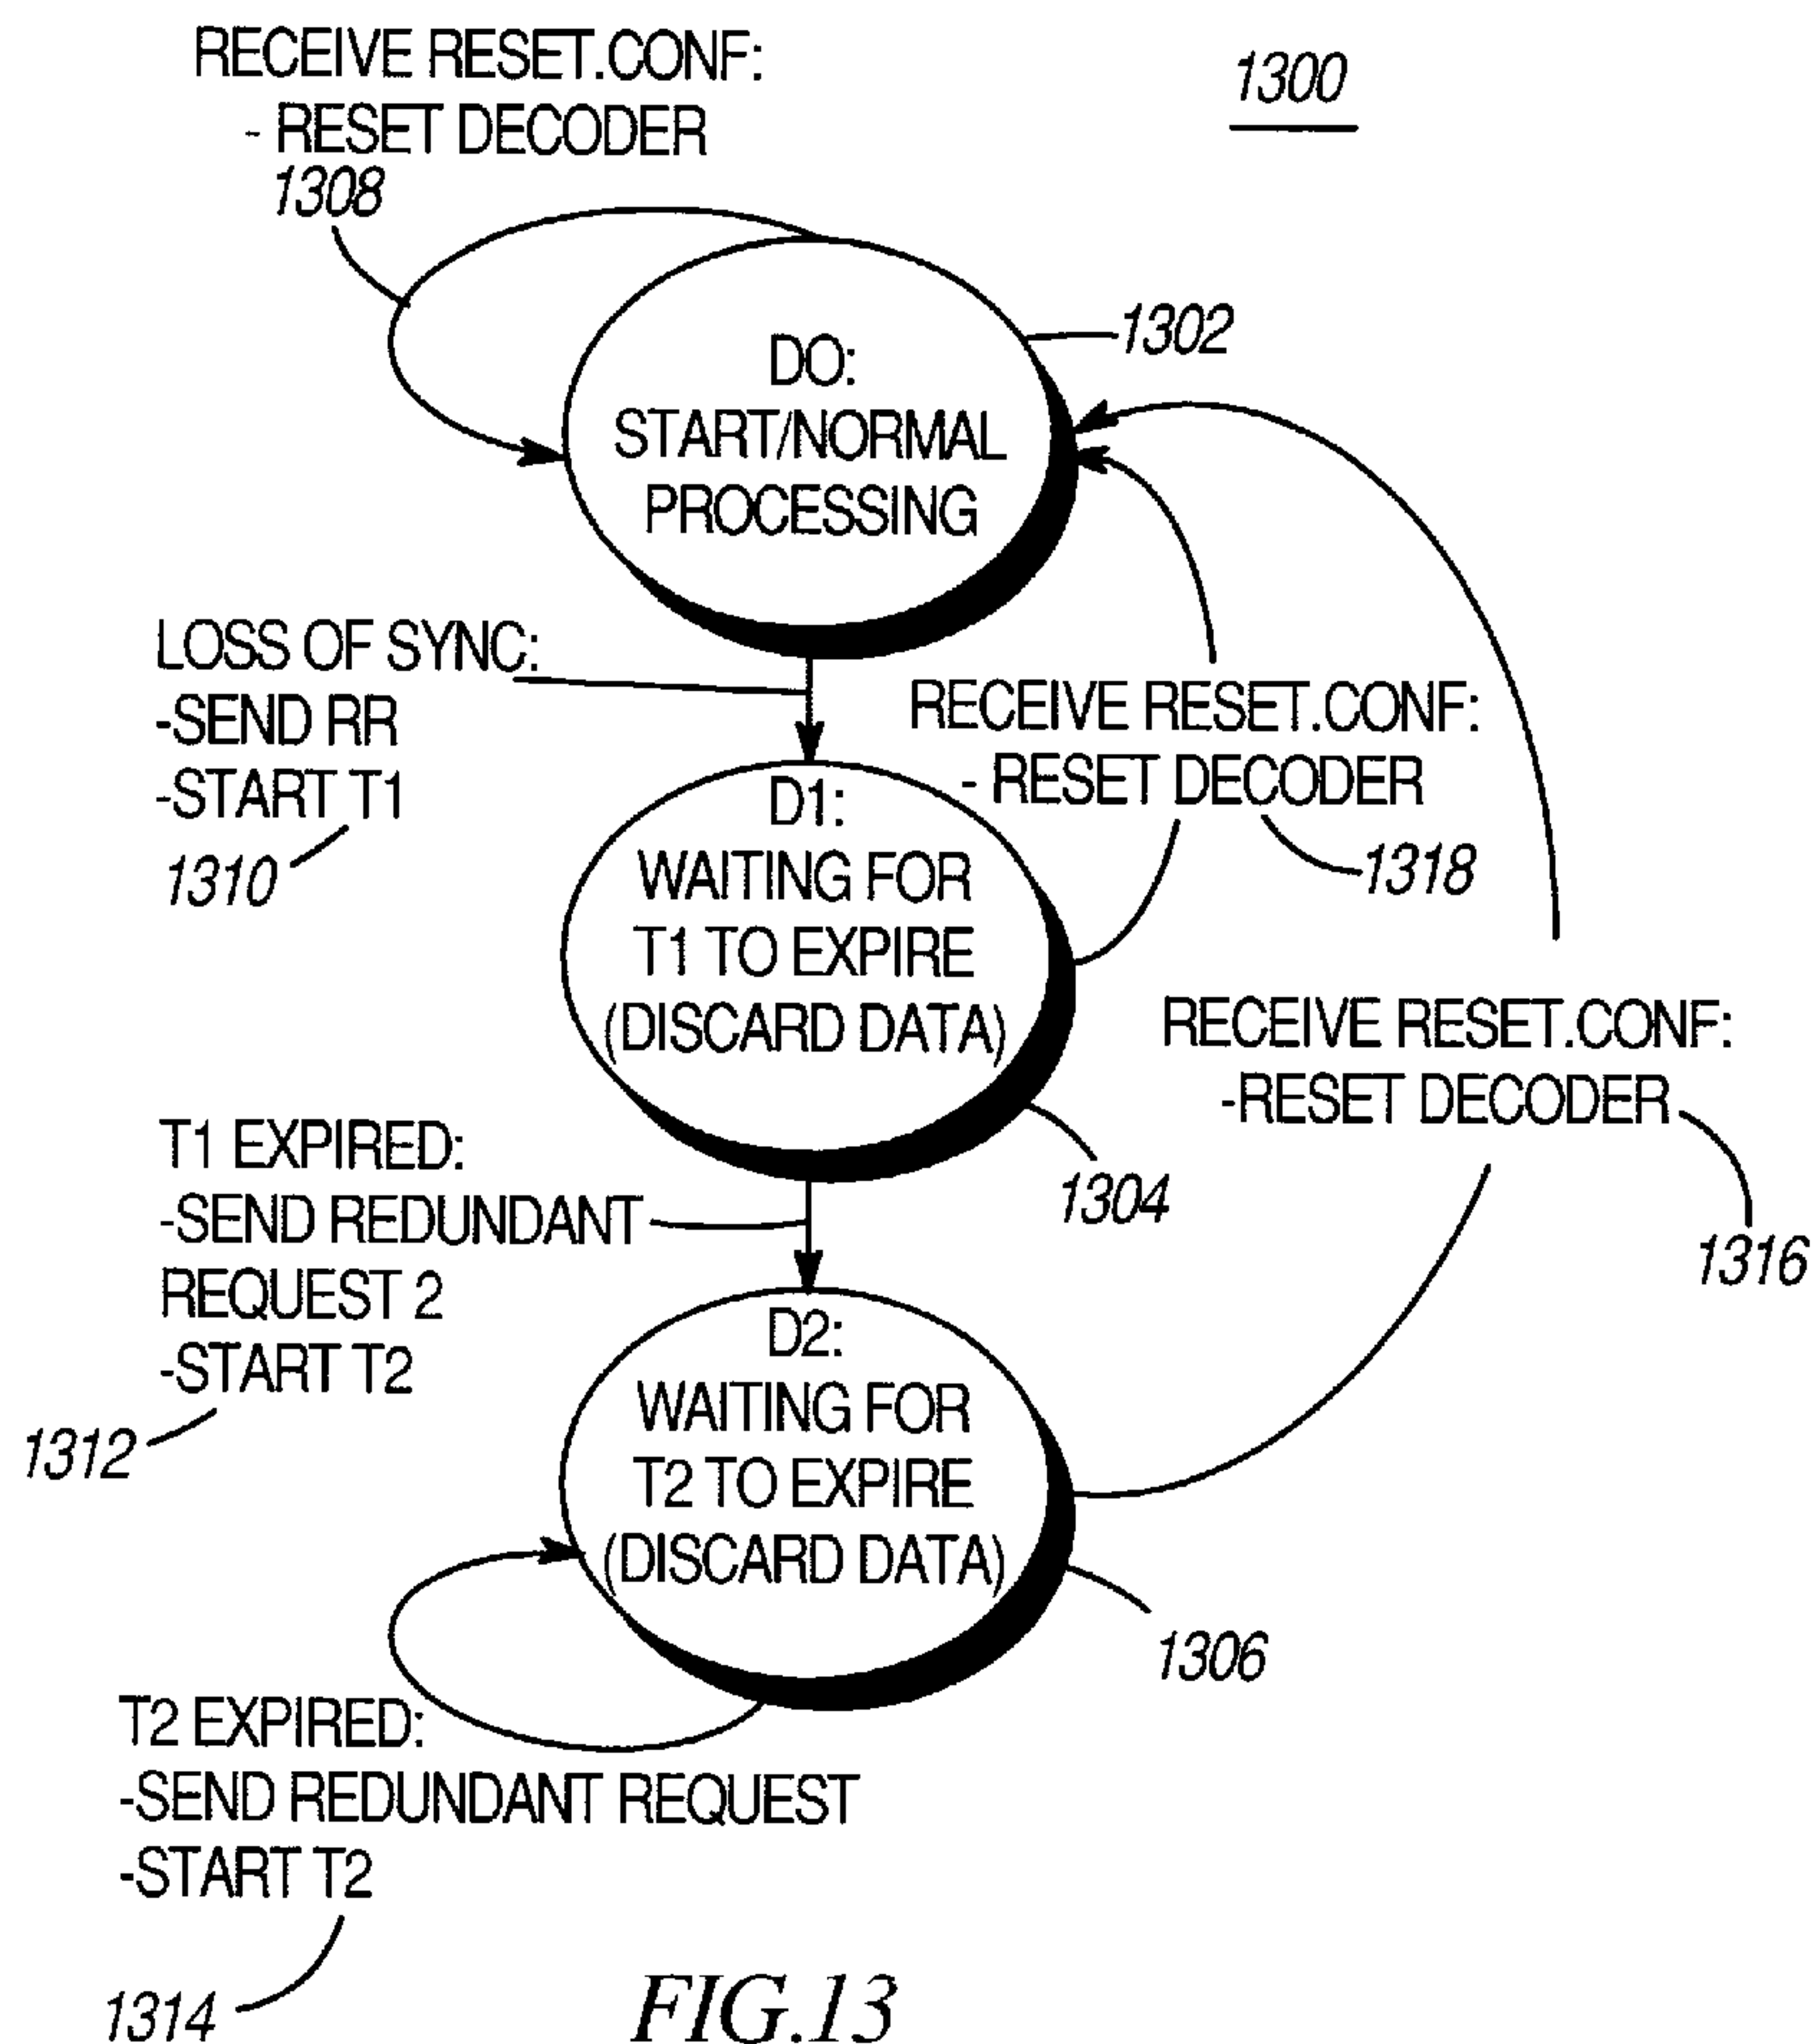 RECEIVE RESET.CONF:
- RESET DECODER
1308
1300
1302
DO:
START/NORMAL
PROCESSING
LOSS OF SYNC:
-SEND RR
-START T1
1310
RECEIVE RESET.CONF:
- RESET DECODER
1318
D1:
WAITING FOR
T1 TO EXPIRE
(DISCARD DATA)
1304
RECEIVE RESET.CONF:
-RESET DECODER
1316
T1 EXPIRED:
-SEND REDUNDANT
REQUEST 2
-START T2
1312
D2:
WAITING FOR
T2 TO EXPIRE
(DISCARD DATA)
1306
T2 EXPIRED:
-SEND REDUNDANT REQUEST
-START T2
1314
FIG.13